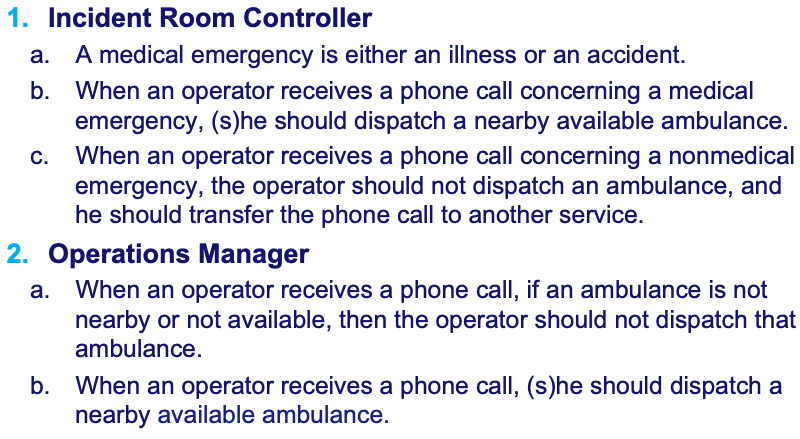 1. Incident Room Controller
a. A medical emergency is either an illness or an accident.
b. When an operator receives a phone call concerning a medical
emergency, (s)he should dispatch a nearby available ambulance.
c. When an operator receives a phone call concerning a nonmedical
emergency, the operator should not dispatch an ambulance, and
he should transfer the phone call to another service.
2. Operations Manager
a. When an operator receives a phone call, if an ambulance is not
nearby or not available, then the operator should not dispatch that
ambulance.
b. When an operator receives a phone call, (s)he should dispatch a
nearby available ambulance.